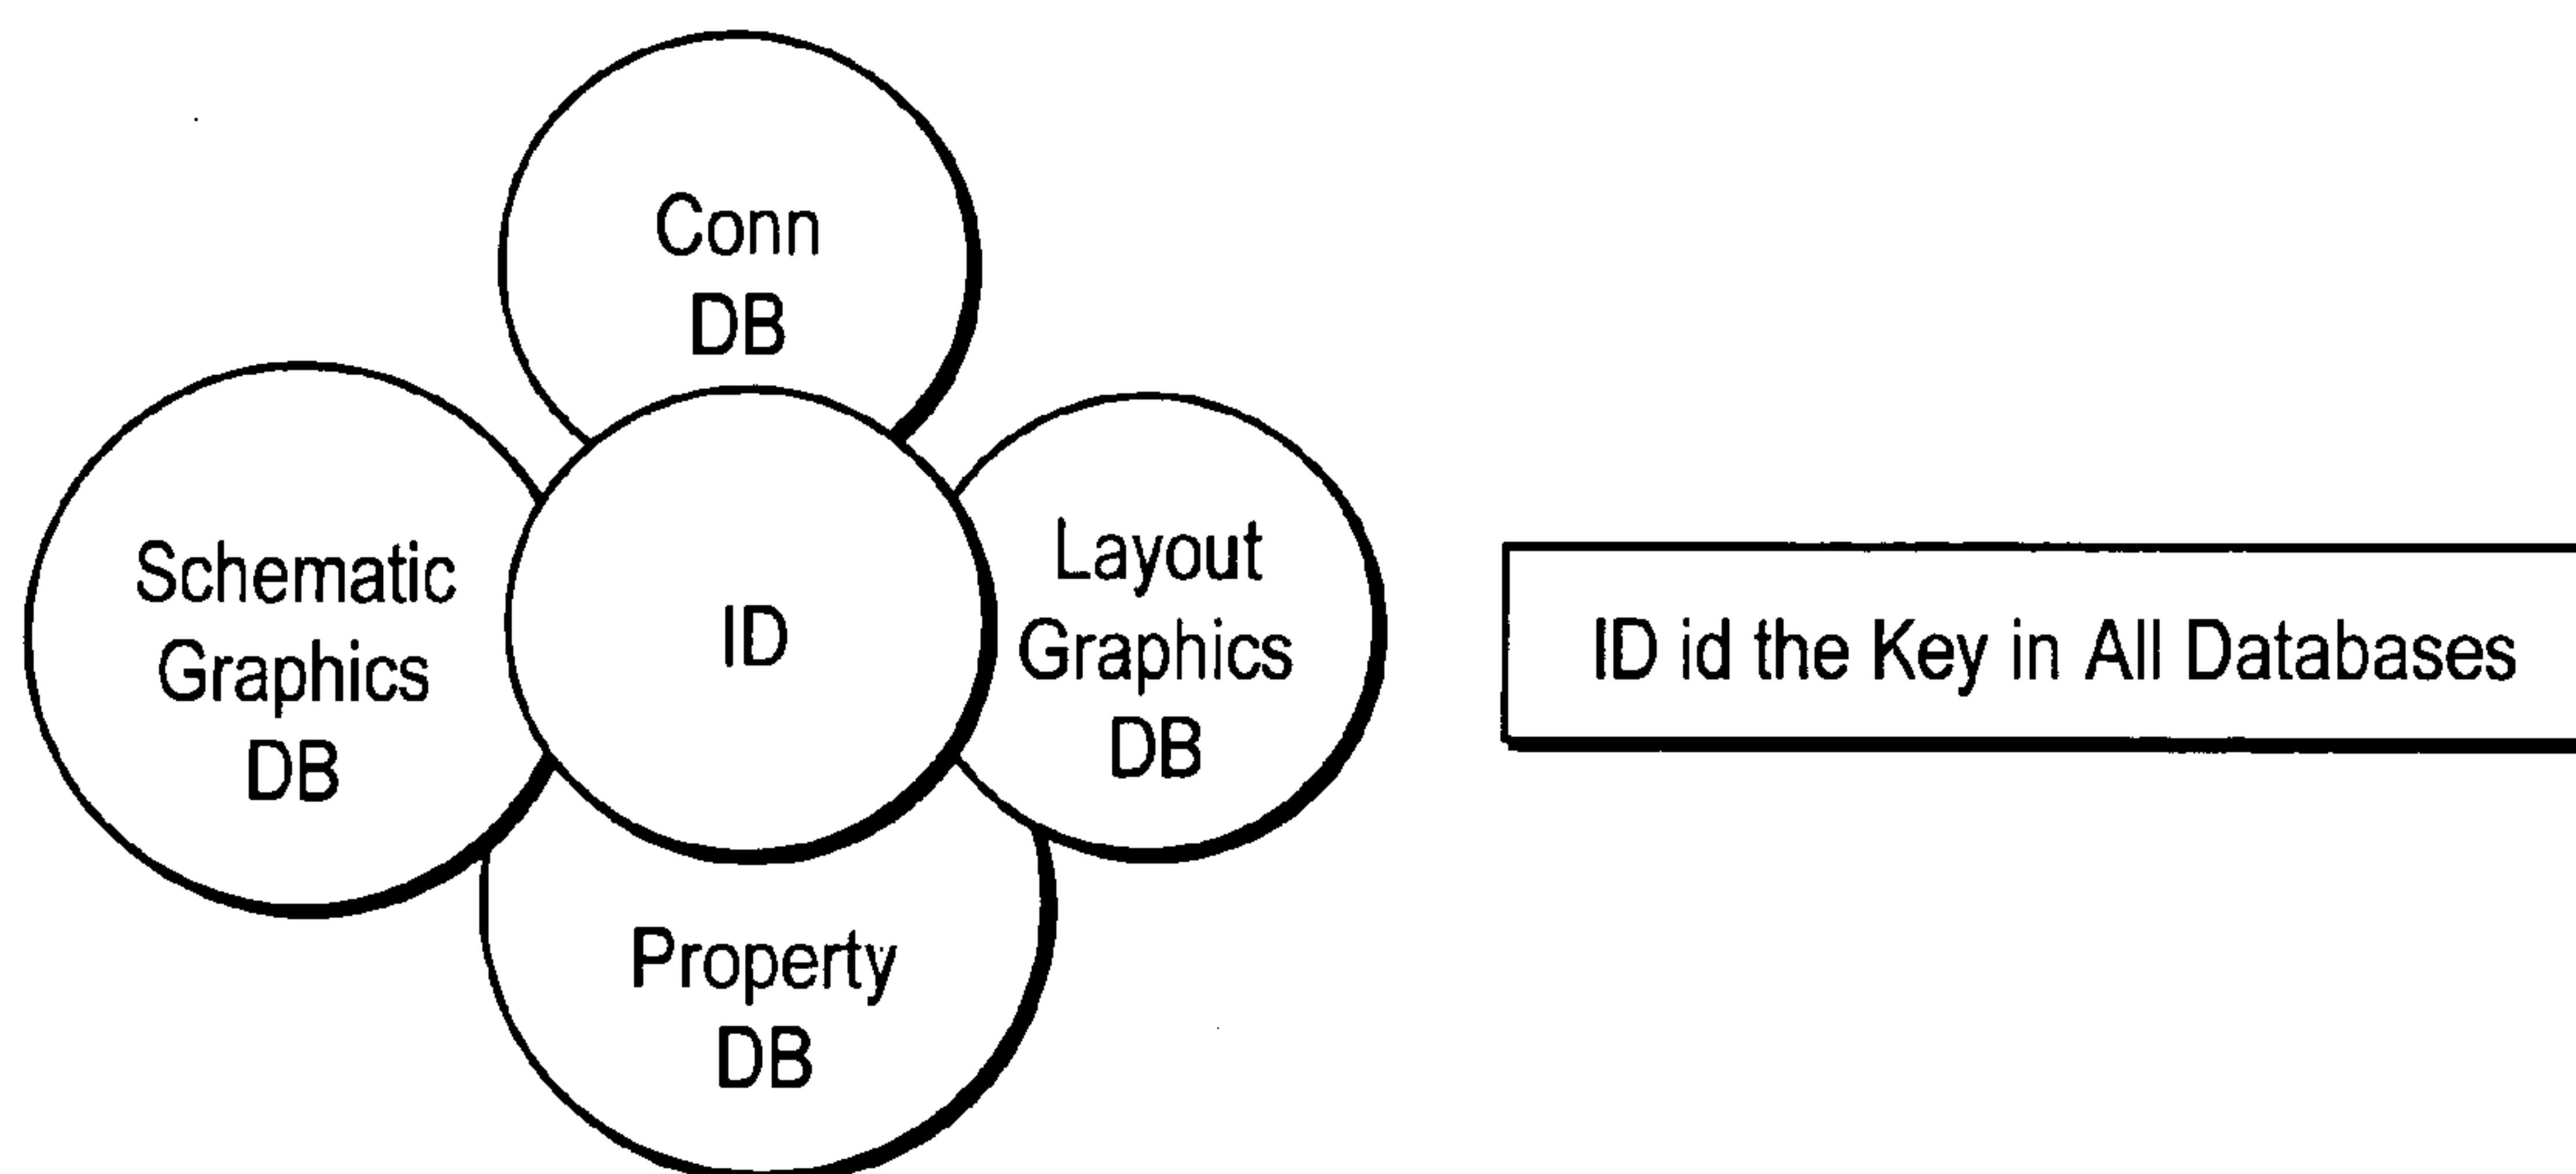 Conn
DB
Schematic
Graphics
DB
ID
Layout
Graphics
DB
Property
DB
ID id the Key in All Databases